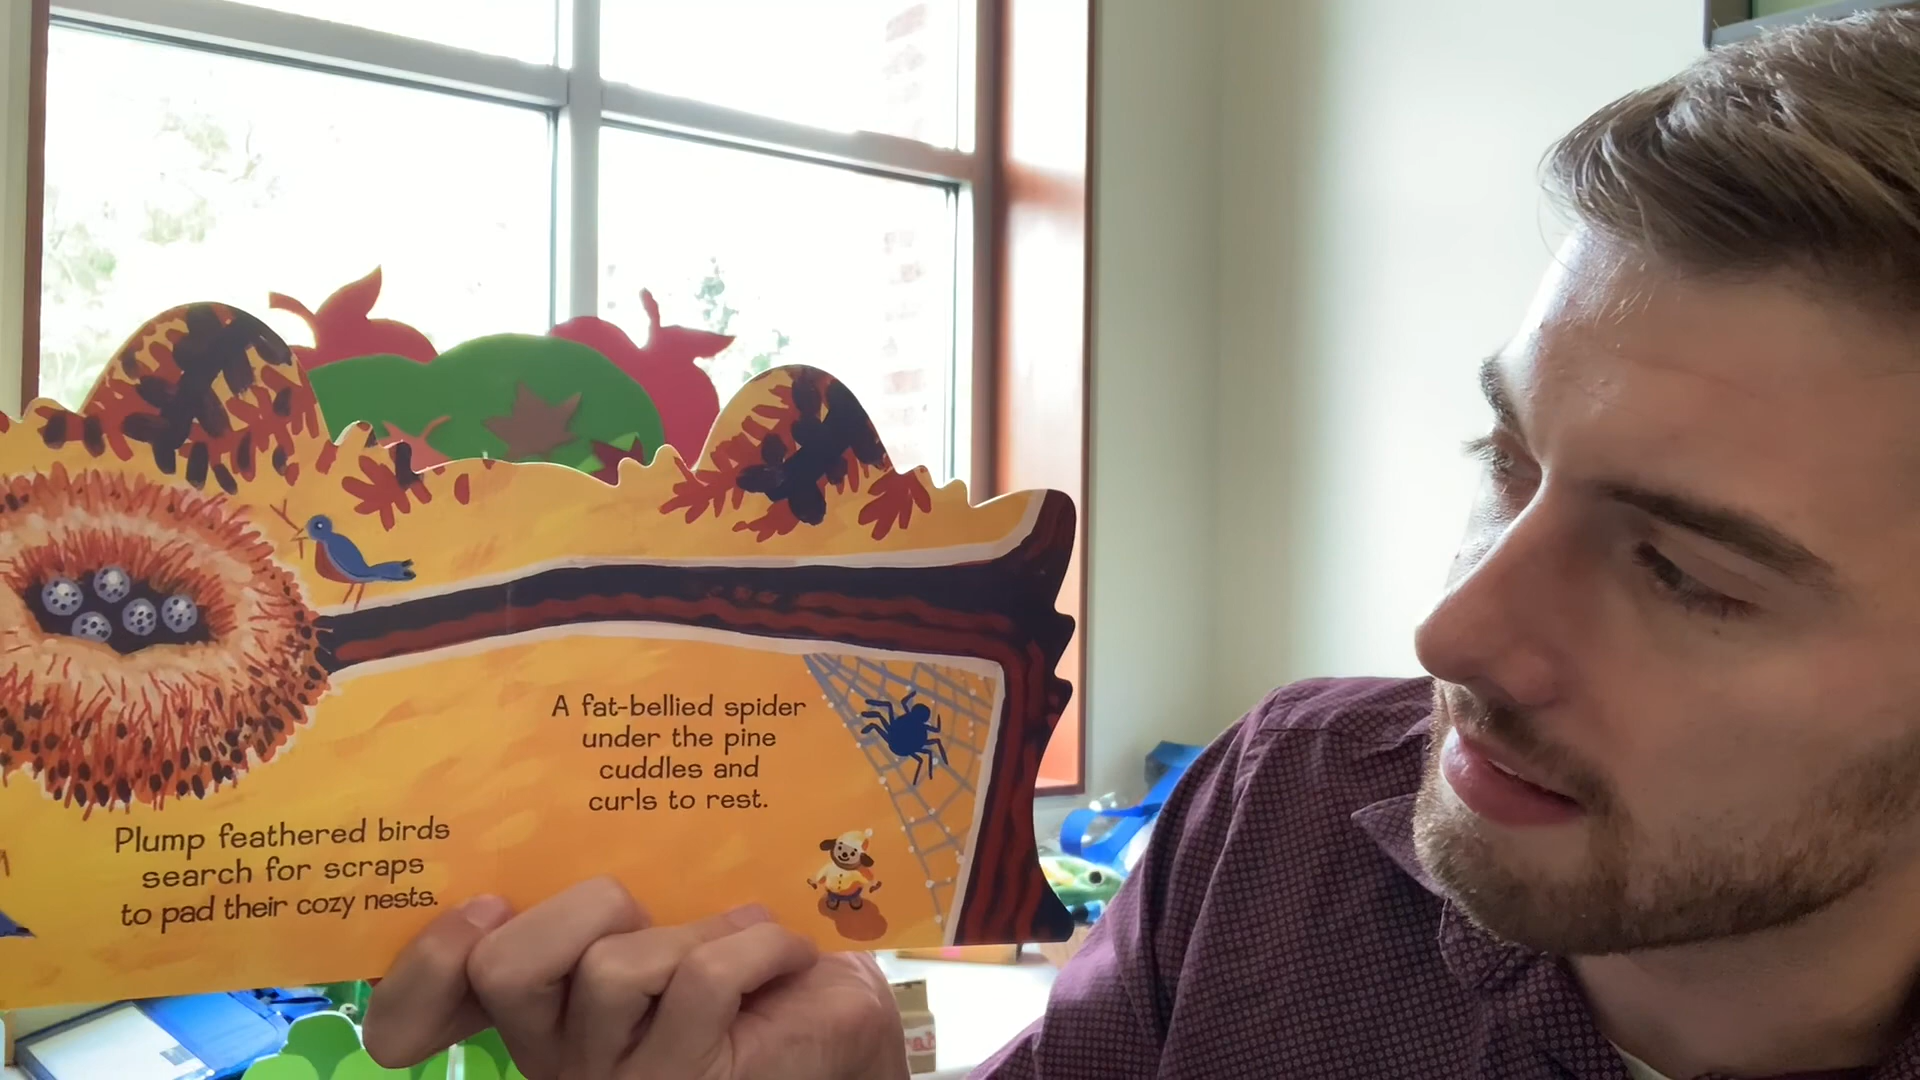 Plump feathered birds
search for scraps
to pad their cozy nests.
A fat-bellied spider
under the pine
cuddles and
curls to rest.